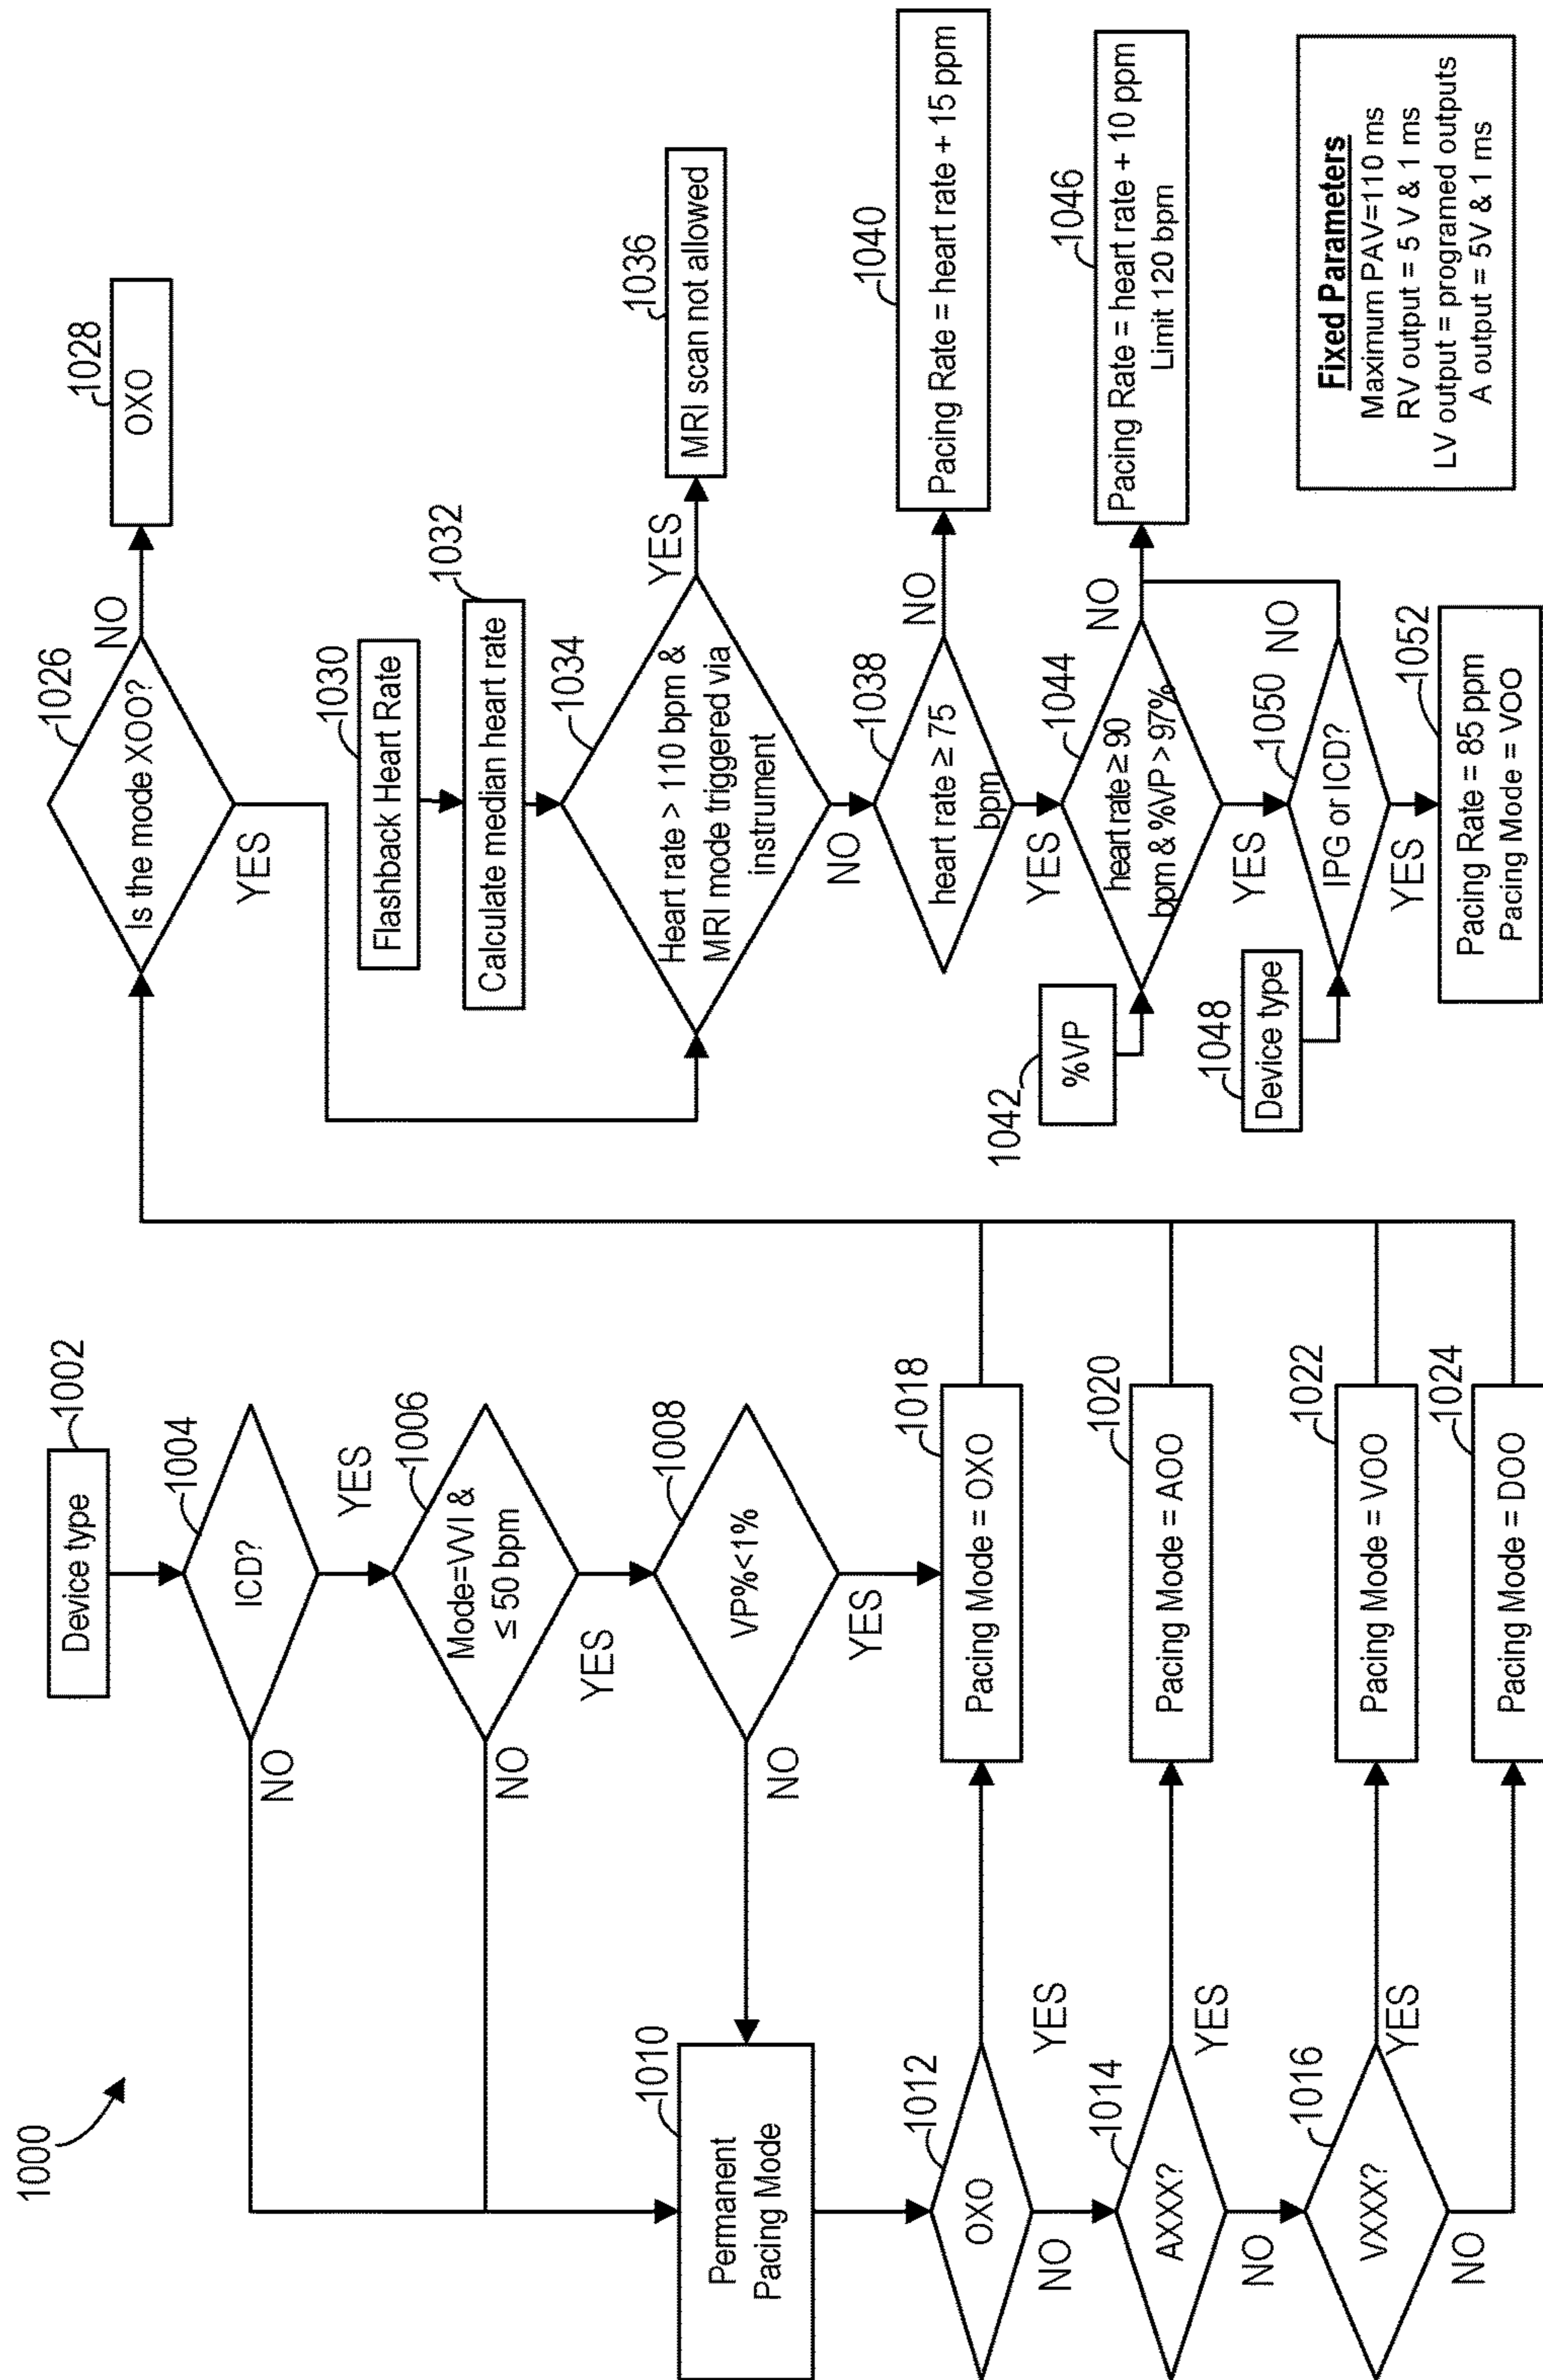 1000
Device type
1002
ICD?
1004
YES
NO
Mode=VVI &
≤ 50 bpm
1006
YES
NO
VP%<1%
1008
YES
NO
Permanent
Pacing Mode
1010
OXO
1012
YES
NO
AXXX?
1014
YES
NO
VXXX?
1016
YES
NO
Pacing Mode = OXO
1018
Pacing Mode = AOO
1020
Pacing Mode = VOO
1022
Pacing Mode = DOO
1024
Is the mode XOO?
1026
NO
YES
OXO
1028
Flashback Heart Rate
1030
Calculate median heart rate
1032
Heart rate > 110 bpm &
MRI mode triggered via
instrument
1034
YES
NO
MRI scan not allowed
1036
heart rate ≥ 75
bpm
1038
NO
YES
Pacing Rate = heart rate + 15 ppm
1040
%VP
1042
heart rate ≥ 90
bpm & %VP > 97%
1044
NO
YES
Pacing Rate = heart rate + 10 ppm
Limit 120 bpm
1046
Device type
1048
IPG or ICD?
1050
NO
YES
Pacing Rate = 85 ppm
Pacing Mode = VOO
1052
Fixed Parameters
Maximum PAV=110 ms
RV output = 5 V & 1 ms
LV output = programed outputs
A output = 5V & 1 ms